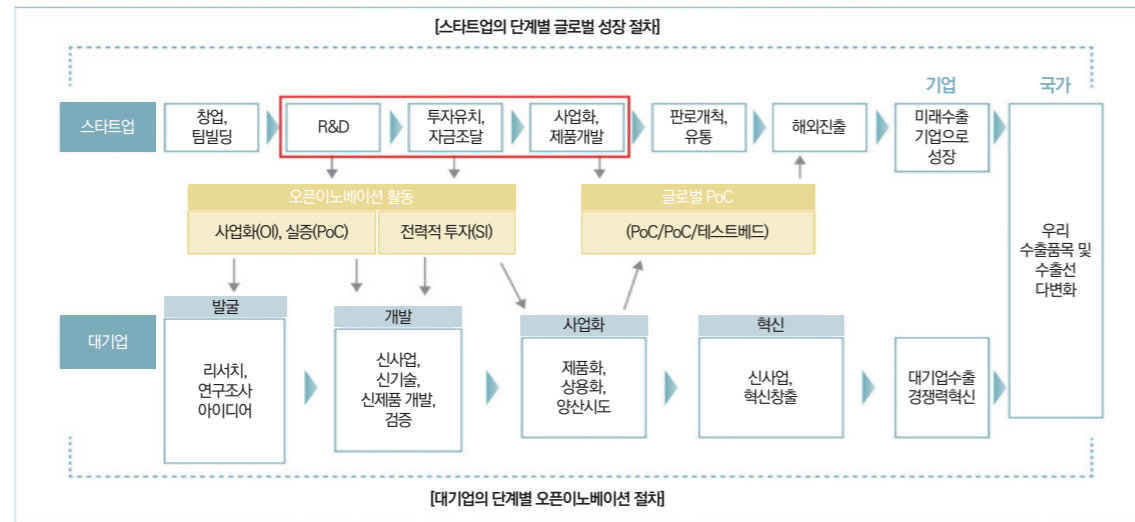 [스타트업의 단계별 글로벌 성장 절차]
기업
국가
스타트업
창업,
팀빌딩
R&D
투자유치,
자금조달
사업화,
제품개발
판로개척,
유통
해외진출
미래수출
기업으로
성장
오픈이노베이션 활동
글로벌 PoC
사업화(OI), 실증(PoC)
전력적 투자(SI)
(PoC/PoC/테스트베드)
우리
수출품목 및
수출선
다변화
대기업
발굴
리서치,
연구조사
아이디어
개발
신사업,
신기술,
신제품 개발,
검증
사업화
제품화,
상용화,
양산시도
혁신
신사업,
혁신창출
대기업수출
경쟁력혁신
[대기업의 단계별 오픈이노베이션 절차]